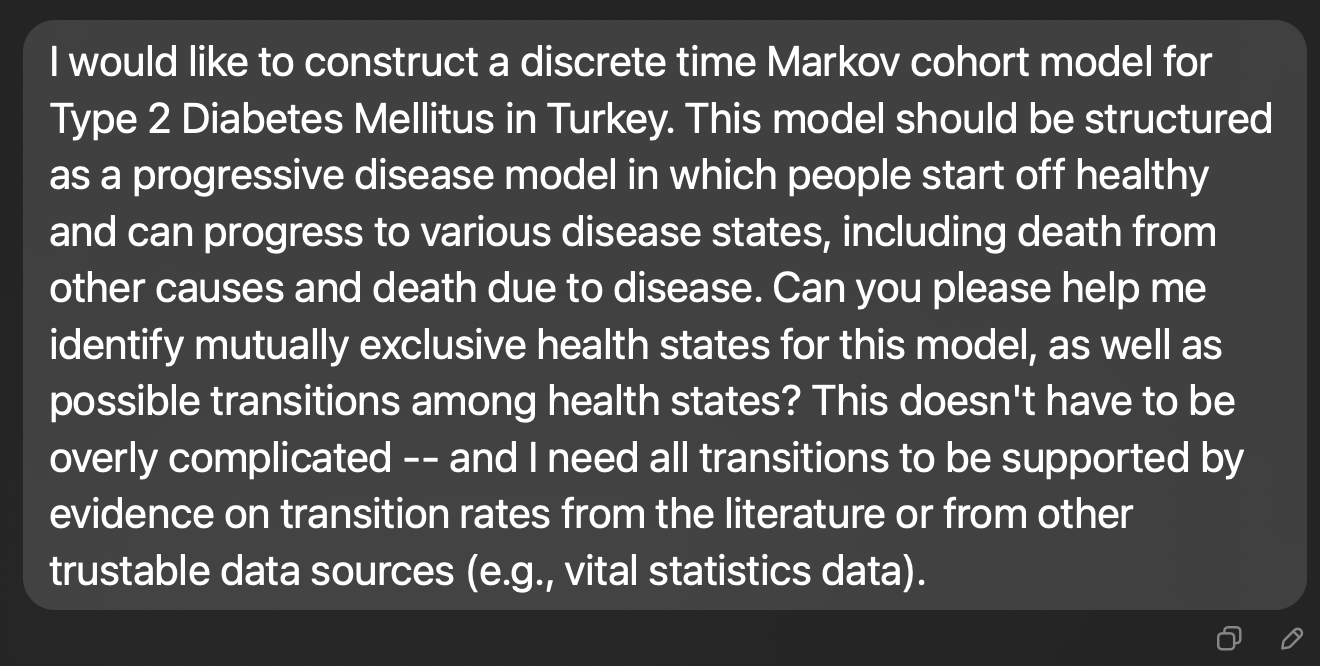 I would like to construct a discrete time Markov cohort model for
Type 2 Diabetes Mellitus in Turkey. This model should be structured
as a progressive disease model in which people start off healthy
and can progress to various disease states, including death from
other causes and death due to disease. Can you please help me
identify mutually exclusive health states for this model, as well as
possible transitions among health states? This doesn't have to be
overly complicated -- and I need all transitions to be supported by
evidence on transition rates from the literature or from other
trustable data sources (e.g., vital statistics data).